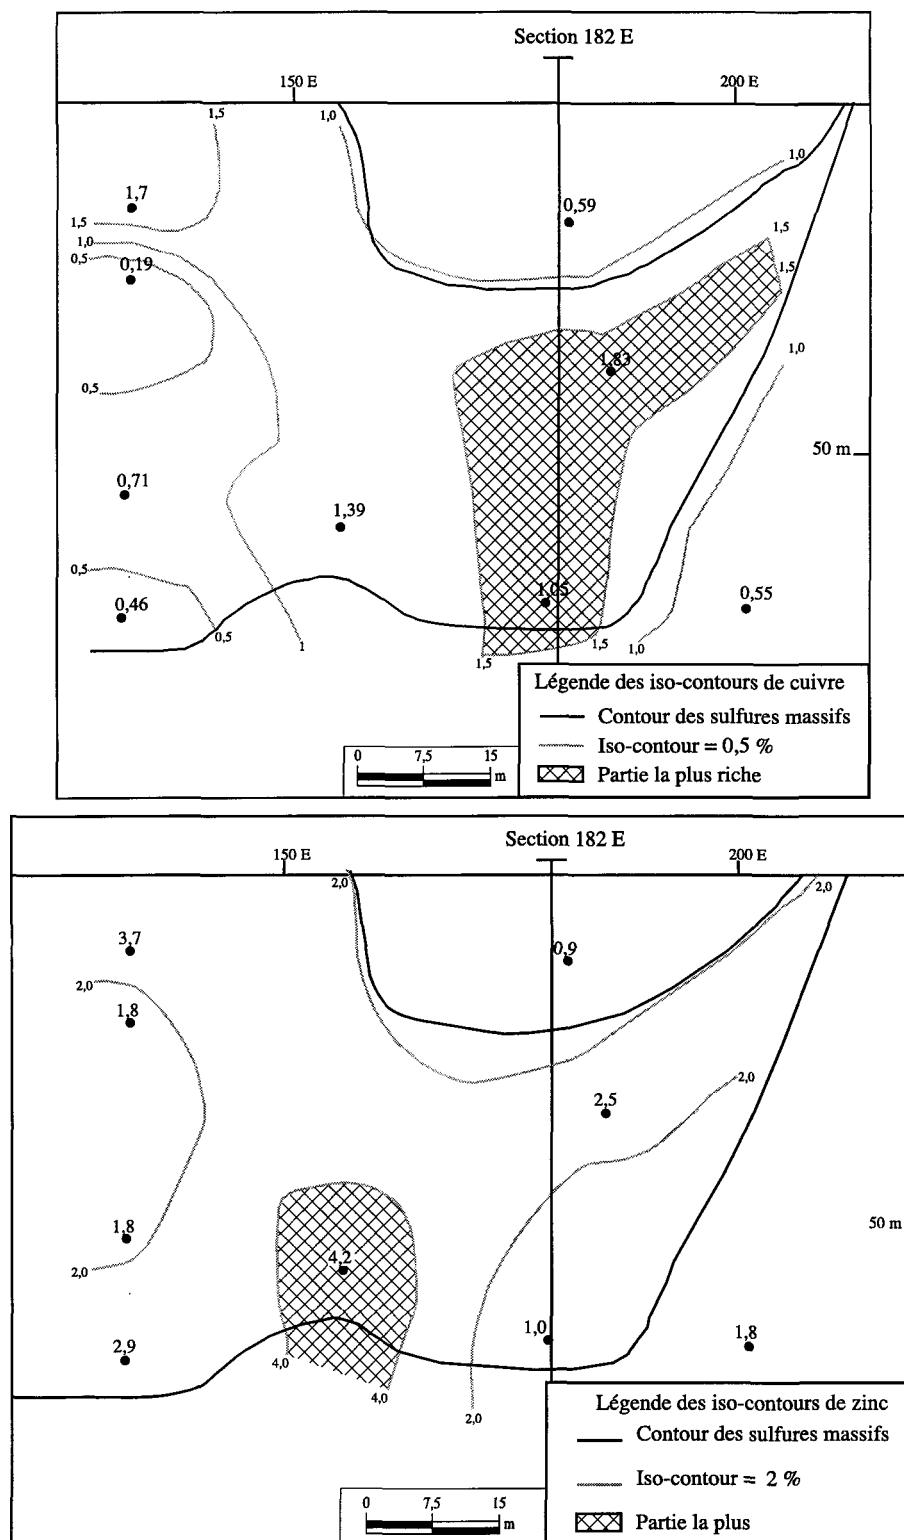 Section 182 E
150 E
200 E
1,5
1,0
1,0
1,7
0,59
1,5
1,5
1,0
0,5
0,19
1,5
1,83
1,0
0,5
50 m
0,71
1,39
0,5
0,46
1,05
0,55
0,5
1
1,5
1,5
1,0
Légende des iso-contours de cuivre
Contour des sulfures massifs
Iso-contour = 0,5 %
Partie la plus riche
0 7,5 15
m
Section 182 E
150 E
200 E
2,0
2,0
3,7
0,9
2,0
1,8
2,0
2,5
50 m
1,8
2,0
4,2
1,0
1,8
2,9
4,0
4,0
2,0
Légende des iso-contours de zinc
Contour des sulfures massifs
Iso-contour = 2 %
Partie la plus
0 7,5 15
m